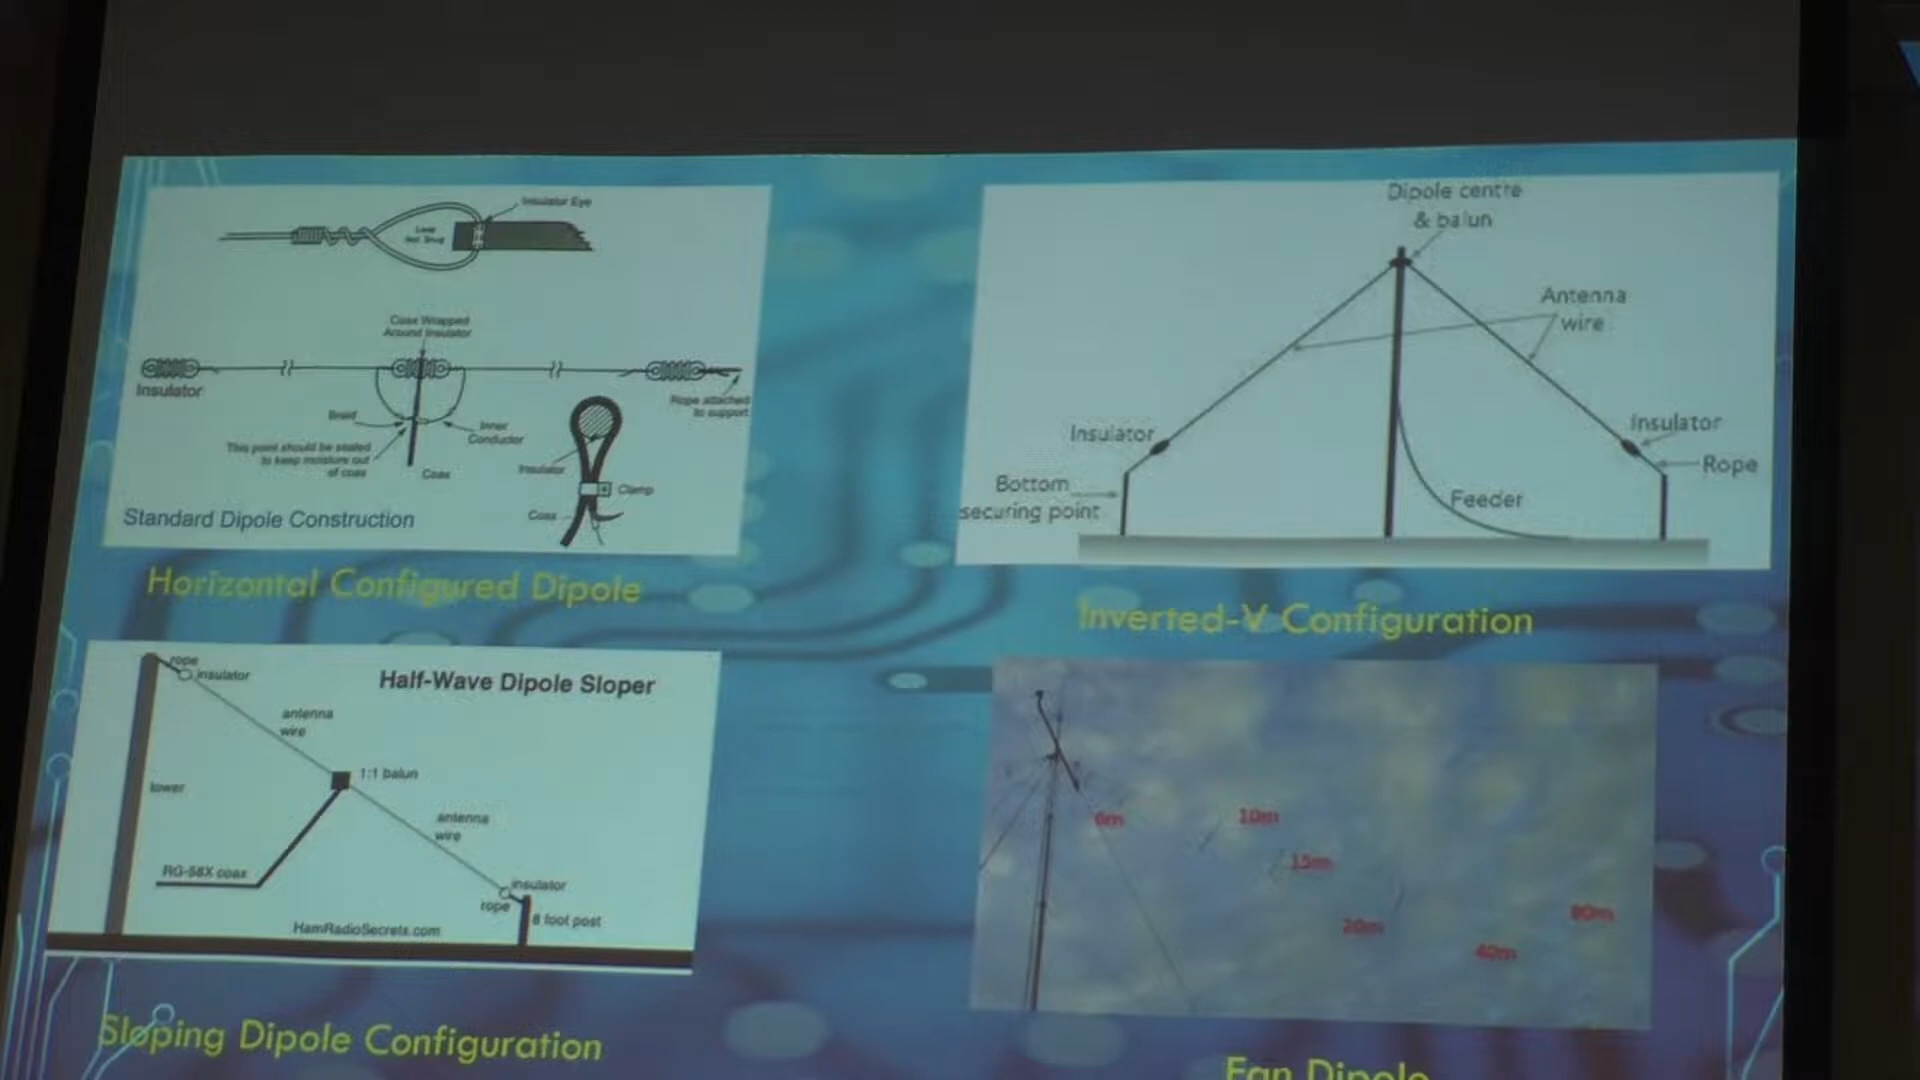 Insulator Eye
Loop
Not Snug
Coax Wrapped
Around Insulator
Insulator
Rope attached
to support
Braid
Inner
Conductor
This point should be sealed
to keep moisture out
of coax
Coax
Insulator
Clamp
Coax
Standard Dipole Construction
Horizontal Configured Dipole
Dipole centre
& balun
Antenna
wire
Insulator
Insulator
Rope
Bottom
securing point
Feeder
Inverted-V Configuration
Half-Wave Dipole Sloper
rope
insulator
antenna
wire
tower
1:1 balun
antenna
wire
RG-58X coax
insulator
rope
8 foot post
HamRadioSecrets.com
Sloping Dipole Configuration
6m
10m
15m
20m
40m
80m
Fan Dipole